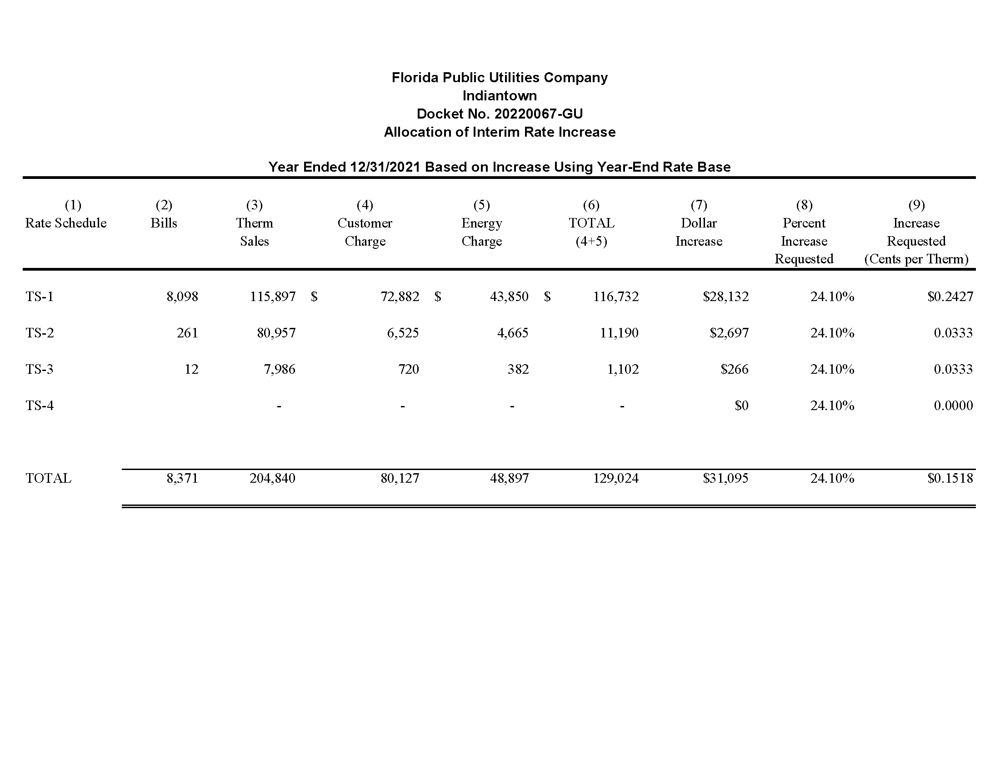 Florida Public Utilities Company
Indiantown
Docket No. 20220067-GU
Allocation of Interim Rate Increase
Year Ended 12/31/2021 Based on Increase Using Year-End Rate Base
(1) (2) (3) (4) (5) (6) (7) (8) (9)
Rate Schedule Bills Therm Customer Energy TOTAL Dollar Percent Increase
Sales Charge Charge (4+5) Increase Increase Requested
Requested (Cents per Therm)
TS-1 8,098 115,897 $ 72,882 $ 43,850 $ 116,732 $28,132 24.10% $0.2427
TS-2 261 80,957 6,525 4,665 11,190 $2,697 24.10% 0.0333
TS-3 12 7,986 720 382 1,102 $266 24.10% 0.0333
TS-4 - - - - $0 24.10% 0.0000
TOTAL 8,371 204,840 80,127 48,897 129,024 $31,095 24.10% $0.1518